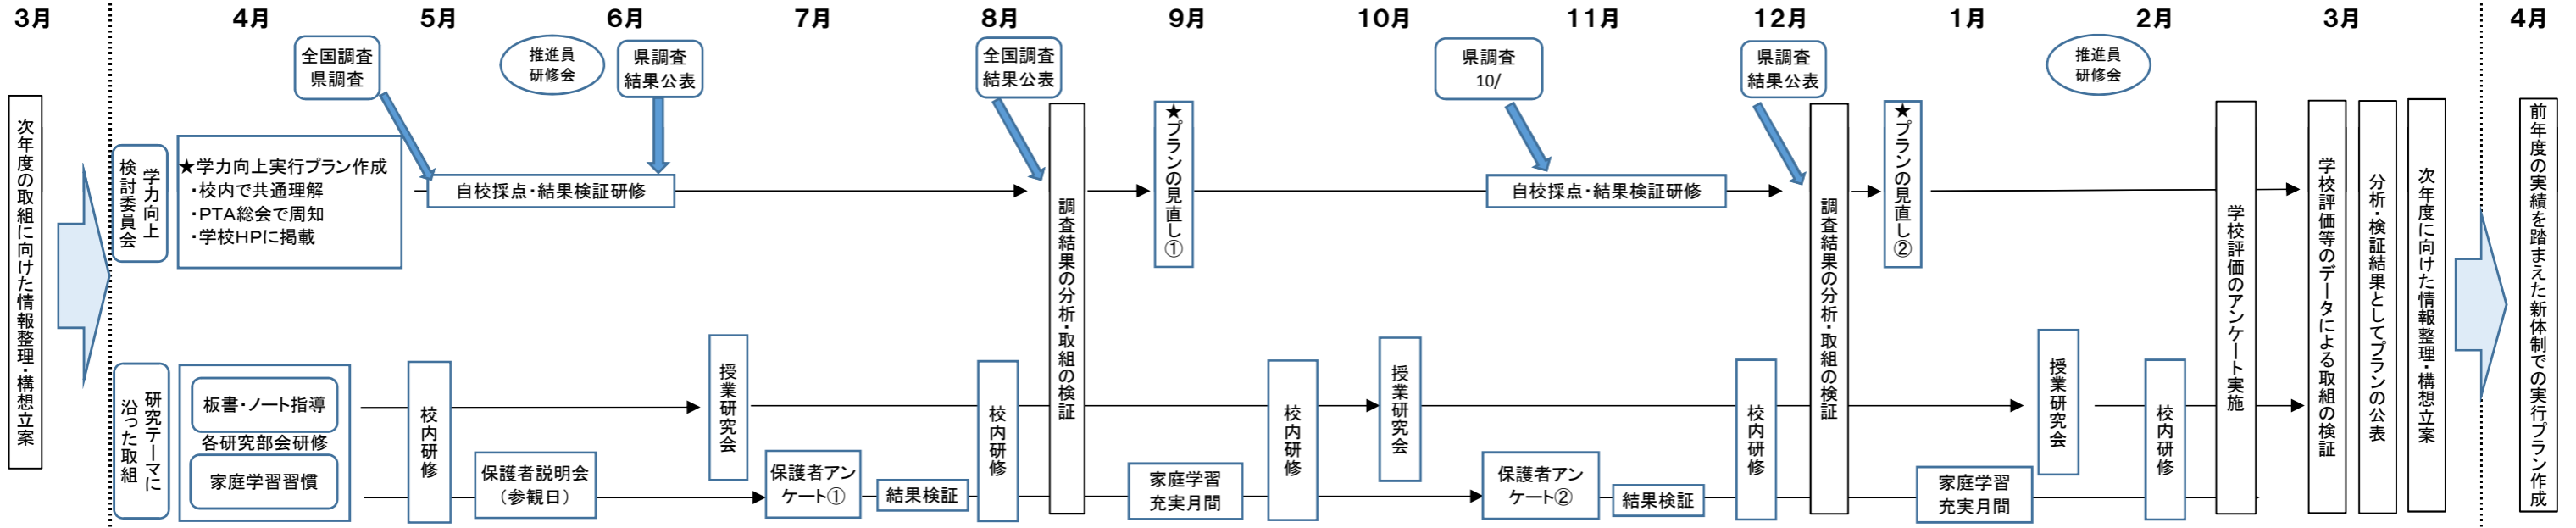 3月
4月
5月
6月
7月
8月
9月
10月
11月
12月
1月
2月
3月
4月
全国調査
県調査
推進員
研修会
県調査
結果公表
全国調査
結果公表
県調査
10/
県調査
結果公表
推進員
研修会
次年度の取組に向けた情報整理・構想立案
学力向上
検討委員会
★学力向上実行プラン作成
・校内で共通理解
・PTA総会で周知
・学校HPに掲載
自校採点・結果検証研修
調査結果の分析・取組の検証
★プランの見直し①
自校採点・結果検証研修
調査結果の分析・取組の検証
★プランの見直し②
学校評価のアンケート実施
学校評価等のデータによる取組の検証
分析・検証結果としてプランの公表
次年度に向けた情報整理・構想立案
前年度の実績を踏まえた新体制での実行プラン作成
研究テーマに
沿った取組
板書・ノート指導
各研究部会研修
家庭学習習慣
校内研修
保護者説明会
（参観日）
授業研究会
保護者アン
ケート①
結果検証
校内研修
家庭学習
充実月間
校内研修
授業研究会
保護者アン
ケート②
結果検証
校内研修
家庭学習
充実月間
授業研究会
校内研修